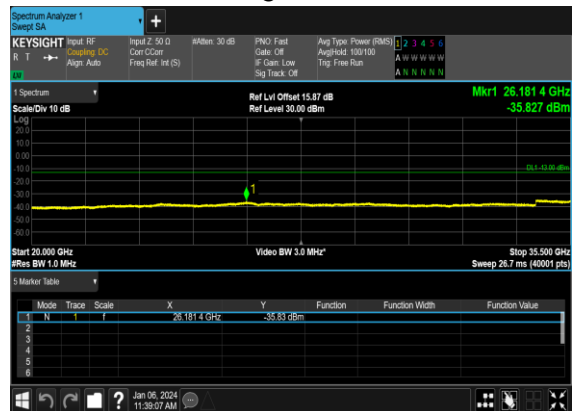 Spectrum Analyzer 1
Swept SA
+
KEYSIGHT Input: RF Input Z: 50 Ω #Atten: 30 dB PNO: Fast Avg Type: Power (RMS) 1 2 3 4 5 6
R T Coupling: DC Corr CCorr Gate: Off Avg|Hold: 100/100 A W W W W W
Align: Auto Freq Ref: Int (S) IF Gain: Low Trig: Free Run
LXI Sig Track: Off A N N N N N
1 Spectrum Ref Lvl Offset 15.87 dB Mkr1 26.181 4 GHz
Scale/Div 10 dB Ref Level 30.00 dBm -35.827 dBm
Log
20.0
10.0
0.00
-10.0 DL1 -13.00 dBm
-20.0
-30.0 1
-40.0
-50.0
-60.0
Start 20.000 GHz Video BW 3.0 MHz* Stop 35.500 GHz
#Res BW 1.0 MHz Sweep 26.7 ms (40001 pts)
5 Marker Table
Mode Trace Scale X Y Function Function Width Function Value
1 N 1 f 26.181 4 GHz -35.83 dBm
2
3
4
5
6
? Jan 06, 2024
11:39:07 AM